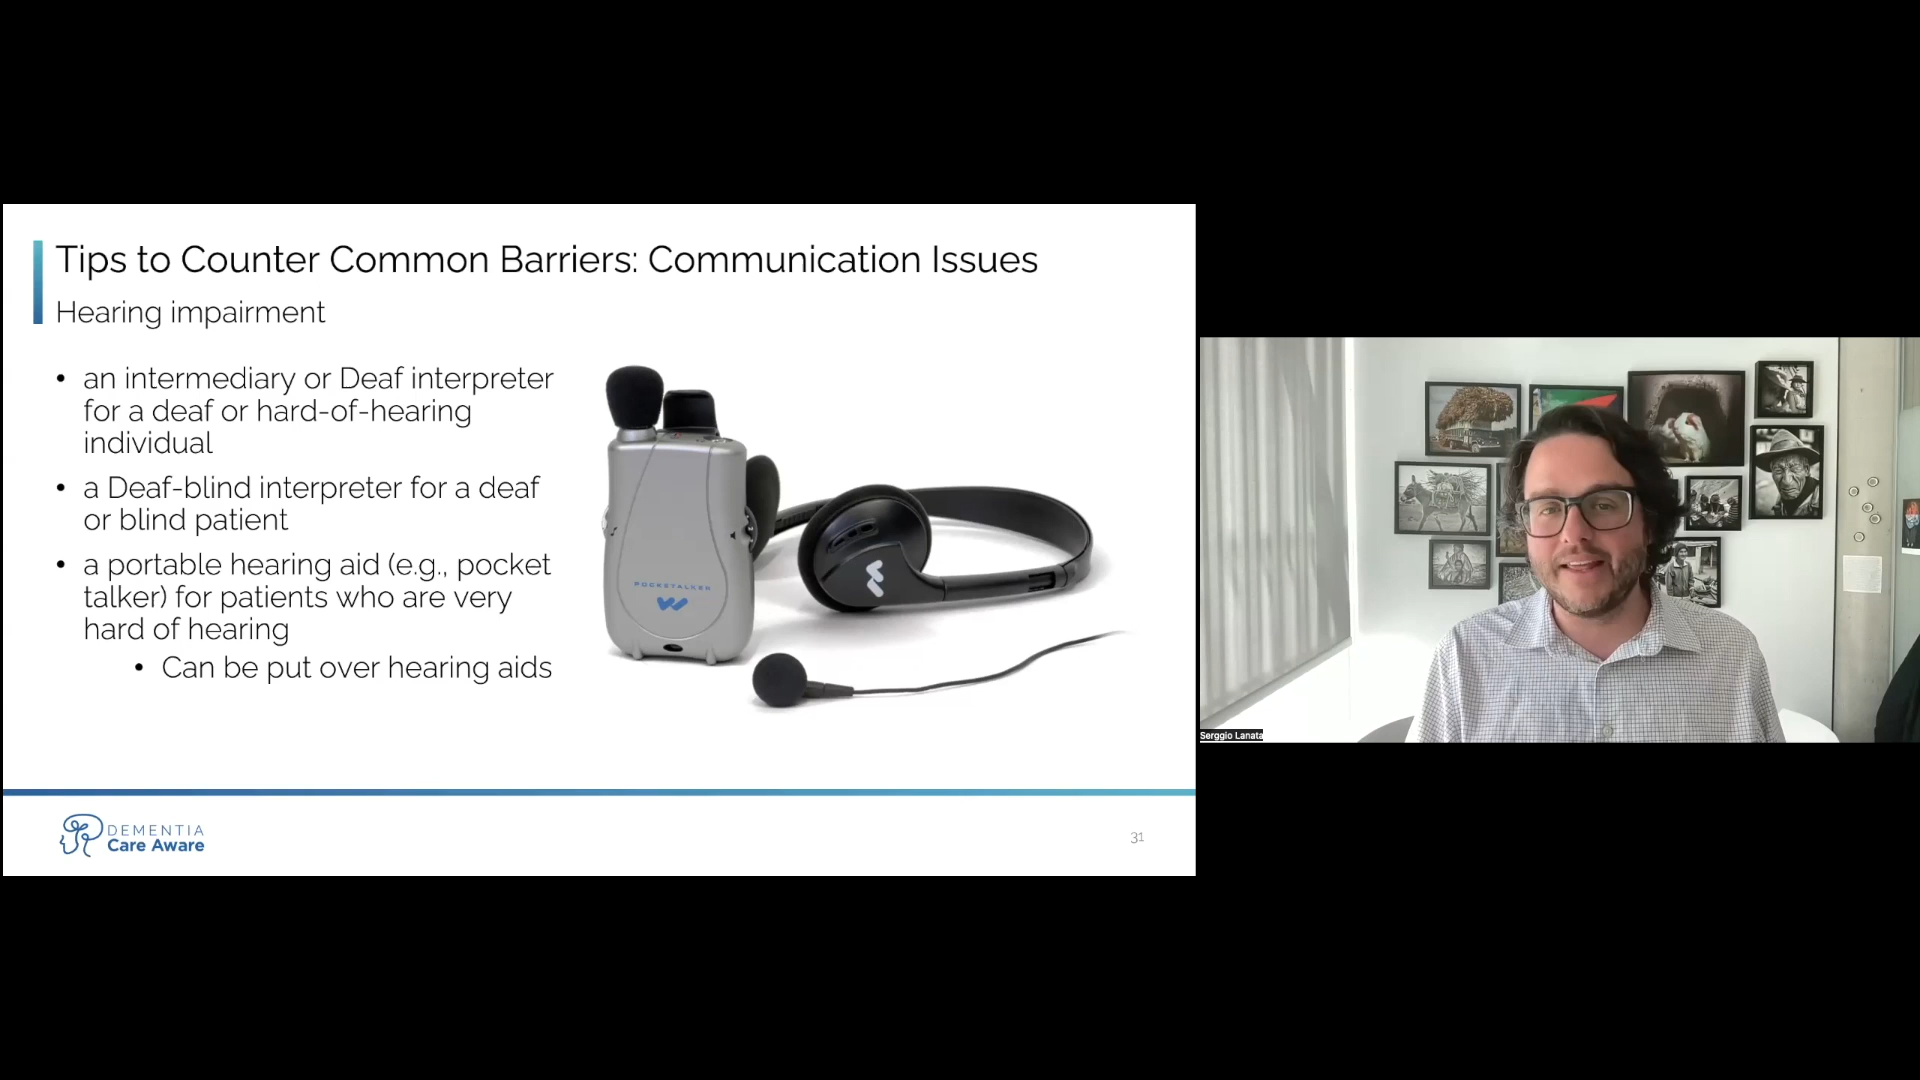 Tips to Counter Common Barriers: Communication Issues
Hearing impairment
• an intermediary or Deaf interpreter
for a deaf or hard-of-hearing
individual
• a Deaf-blind interpreter for a deaf
or blind patient
• a portable hearing aid (e.g., pocket
talker) for patients who are very
hard of hearing
• Can be put over hearing aids
POCKETALKER
DEMENTIA
Care Aware
31
Serggio Lanata